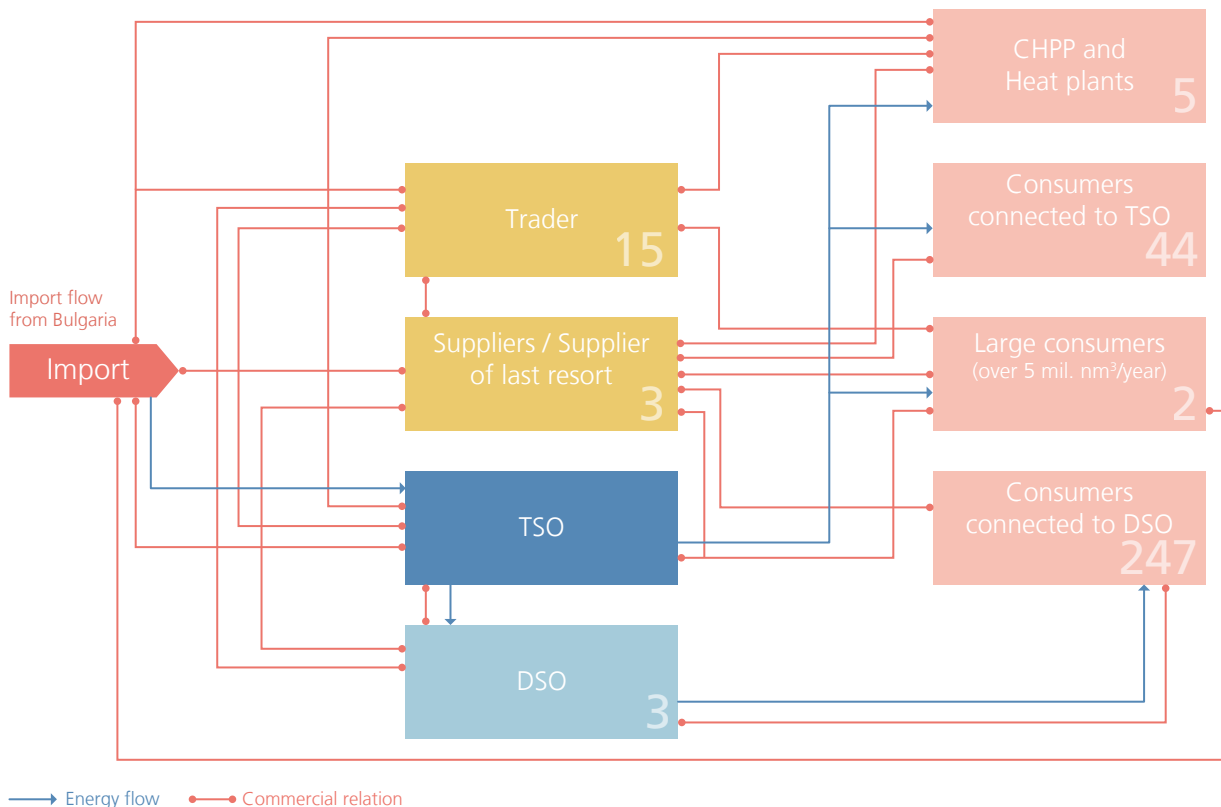 CHPP and
Heat plants
5
Trader
15
Consumers
connected to TSO
44
Import flow
from Bulgaria
Import
Suppliers / Supplier
of last resort
3
Large consumers
(over 5 mil. nm³/year)
2
TSO
Consumers
connected to DSO
247
DSO
3
Energy flow
Commercial relation